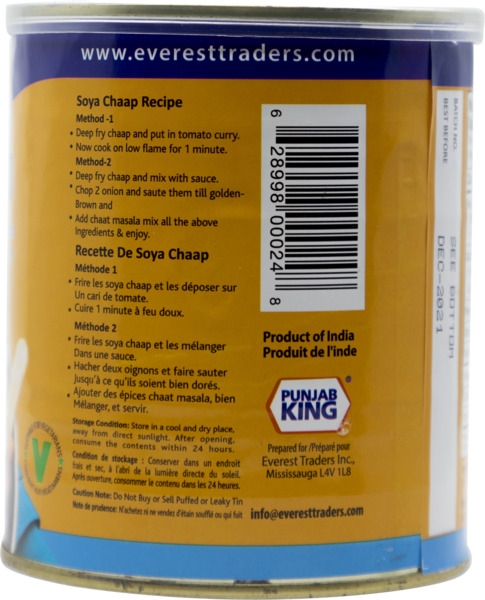 www.everesttraders.com
Soya Chaap Recipe
Method -1
• Deep fry chaap and put in tomato curry.
• Now cook on low flame for 1 minute.
Method-2
• Deep fry chaap and mix with sauce.
• Chop 2 onion and saute them till golden-
Brown and
• Add chaat masala mix all the above
Ingredients & enjoy.
Recette De Soya Chaap
Méthode 1
• Frire les soya chaap et les déposer sur
Un cari de tomate.
• Cuire 1 minute à feu doux.
Méthode 2
• Frire les soya chaap et les mélanger
Dans une sauce.
• Hacher deux oignons et faire sauter
Jusqu'à ce qu'ils soient bien dorés.
• Ajouter des épices chaat masala, bien
Mélanger, et servir.
Storage Condition: Store in a cool and dry place,
away from direct sunlight. After opening,
consume the contents within 24 hours.
Condition de stockage : Conserver dans un endroit
frais et sec, à l'abri de la lumière directe du soleil.
Après ouverture, consommer le contenu dans les 24 heures.
Caution Note: Do Not Buy or Sell Puffed or Leaky Tin
Note de prudence: N'achetez ni ne vendez d'étain soufflé ou qui fuit
V
6 28998 00024 8
Product of India
Produit de l'inde
PUNJAB
KING
®
Prepared for /Préparé pour
Everest Traders Inc.,
Mississauga L4V 1L8
info@everesttraders.com
BATCH NO.
BEST BEFORE
SEE BOTTOM
DEC-2021